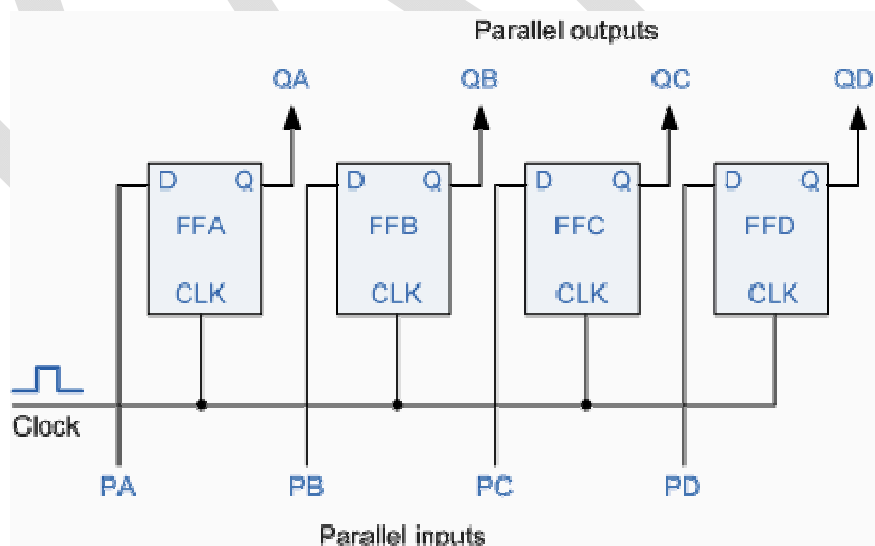 Parallel outputs
QA QB QC QD
D Q D Q D Q D Q
FFA FFB FFC FFD
CLK CLK CLK CLK
Clock
PA PB PC PD
Parallel inputs